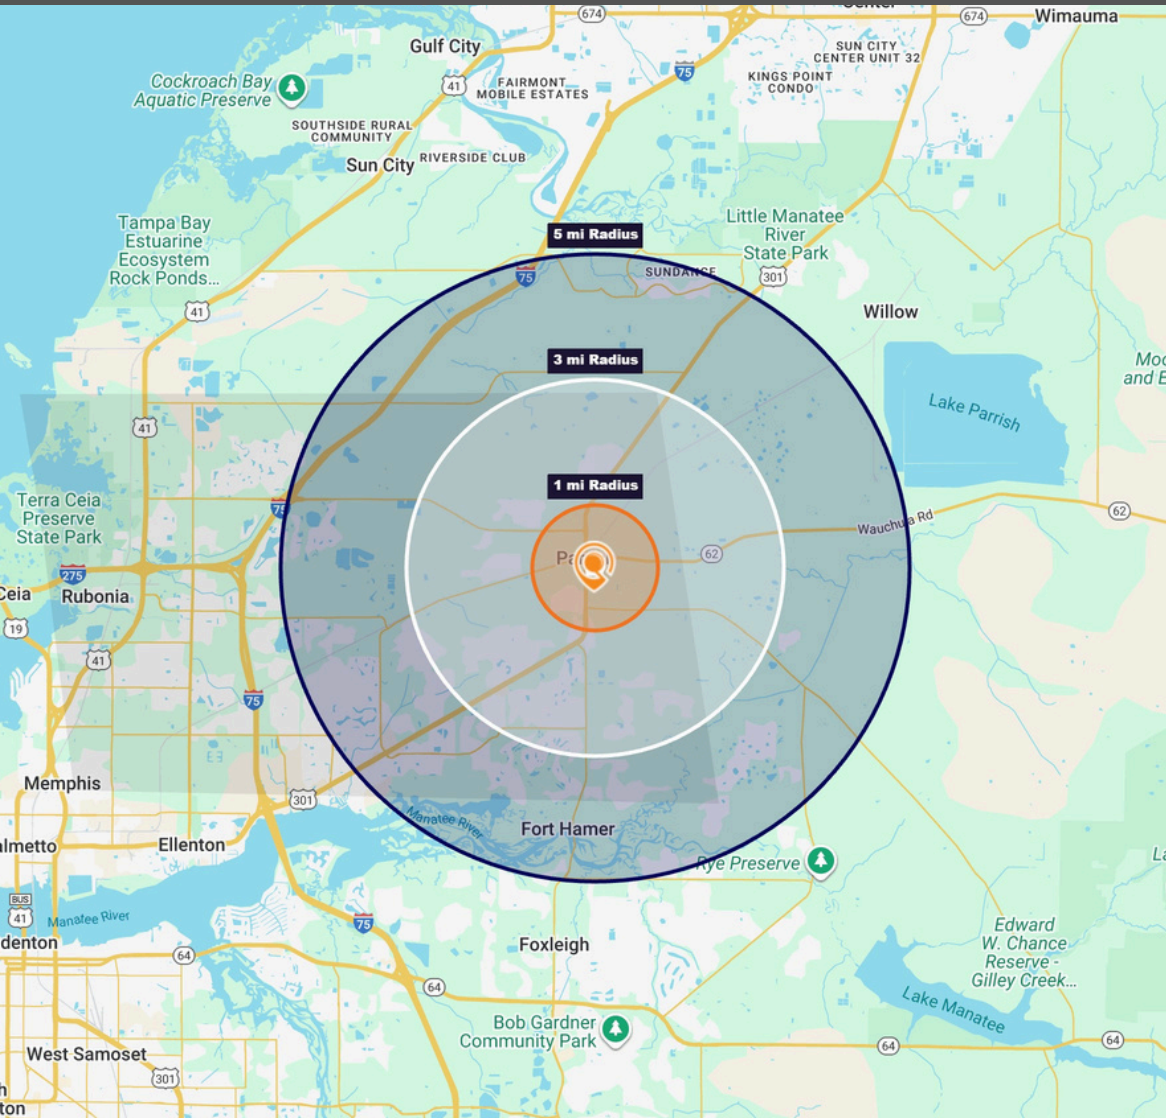 674
Center
674
Wimauma
Gulf City
SUN CITY
CENTER UNIT 32
75
KINGS POINT
CONDO
Cockroach Bay
Aquatic Preserve
41
FAIRMONT
MOBILE ESTATES
SOUTHSIDE RURAL
COMMUNITY
Sun City
RIVERSIDE CLUB
Tampa Bay
Estuarine
Ecosystem
Rock Ponds...
Little Manatee
River
State Park
5 mi Radius
75
SUNDANCE
301
41
Willow
3 mi Radius
Lake Parrish
41
1 mi Radius
Terra Ceia
Preserve
State Park
75
62
Wauchula Rd
62
275
Ceia
Rubonia
19
41
75
Memphis
301
Manatee River
Fort Hamer
almetto
Ellenton
Rye Preserve
BUS
41
Manatee River
75
Edward
W. Chance
Reserve -
Gilley Creek...
denton
64
Foxleigh
64
Lake Manatee
Bob Gardner
Community Park
64
64
West Samoset
301
ton